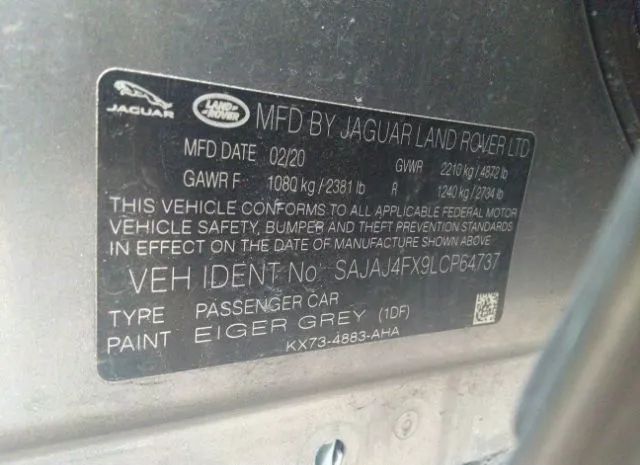 JAGUAR LAND ROVER MFD BY JAGUAR LAND ROVER LTD
MFD DATE 02/20 GVWR 2210 kg / 4872 lb
GAWR F 1080 kg / 2381 lb R 1240 kg / 2734 lb
THIS VEHICLE CONFORMS TO ALL APPLICABLE FEDERAL MOTOR
VEHICLE SAFETY, BUMPER AND THEFT PREVENTION STANDARDS
IN EFFECT ON THE DATE OF MANUFACTURE SHOWN ABOVE.
VEH IDENT No SAJAJ4FX9LCP64737
TYPE PASSENGER CAR
PAINT EIGER GREY (1DF)
KX73-4883-AHA